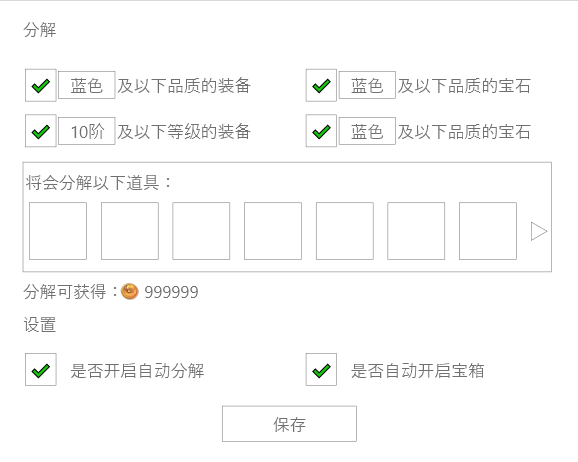 分解
蓝色 及以下品质的装备 蓝色 及以下品质的宝石
10阶 及以下等级的装备 蓝色 及以下品质的宝石
将会分解以下道具：
分解可获得： 999999
设置
是否开启自动分解 是否自动开启宝箱
保存